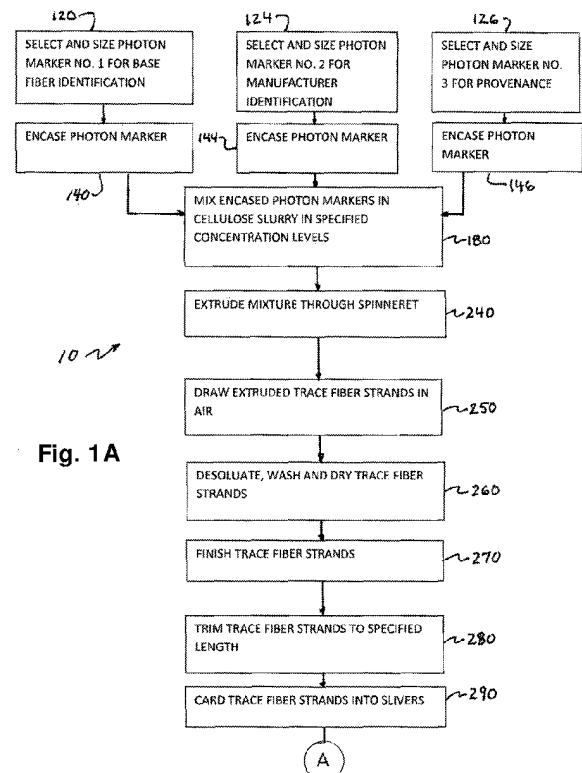 120
124
126
SELECT AND SIZE PHOTON
MARKER NO. 1 FOR BASE
FIBER IDENTIFICATION
SELECT AND SIZE PHOTON
MARKER NO. 2 FOR
MANUFACTURER
IDENTIFICATION
SELECT AND SIZE
PHOTON MARKER NO.
3 FOR PROVENANCE
ENCASE PHOTON MARKER
144
ENCASE PHOTON MARKER
ENCASE PHOTON
MARKER
140
146
MIX ENCASED PHOTON MARKERS IN
CELLULOSE SLURRY IN SPECIFIED
CONCENTRATION LEVELS
180
EXTRUDE MIXTURE THROUGH SPINNERET
240
10
DRAW EXTRUDED TRACE FIBER STRANDS IN
AIR
250
Fig. 1A
DESOLUATE, WASH AND DRY TRACE FIBER
STRANDS
260
FINISH TRACE FIBER STRANDS
270
TRIM TRACE FIBER STRANDS TO SPECIFIED
LENGTH
280
CARD TRACE FIBER STRANDS INTO SLIVERS
290
A